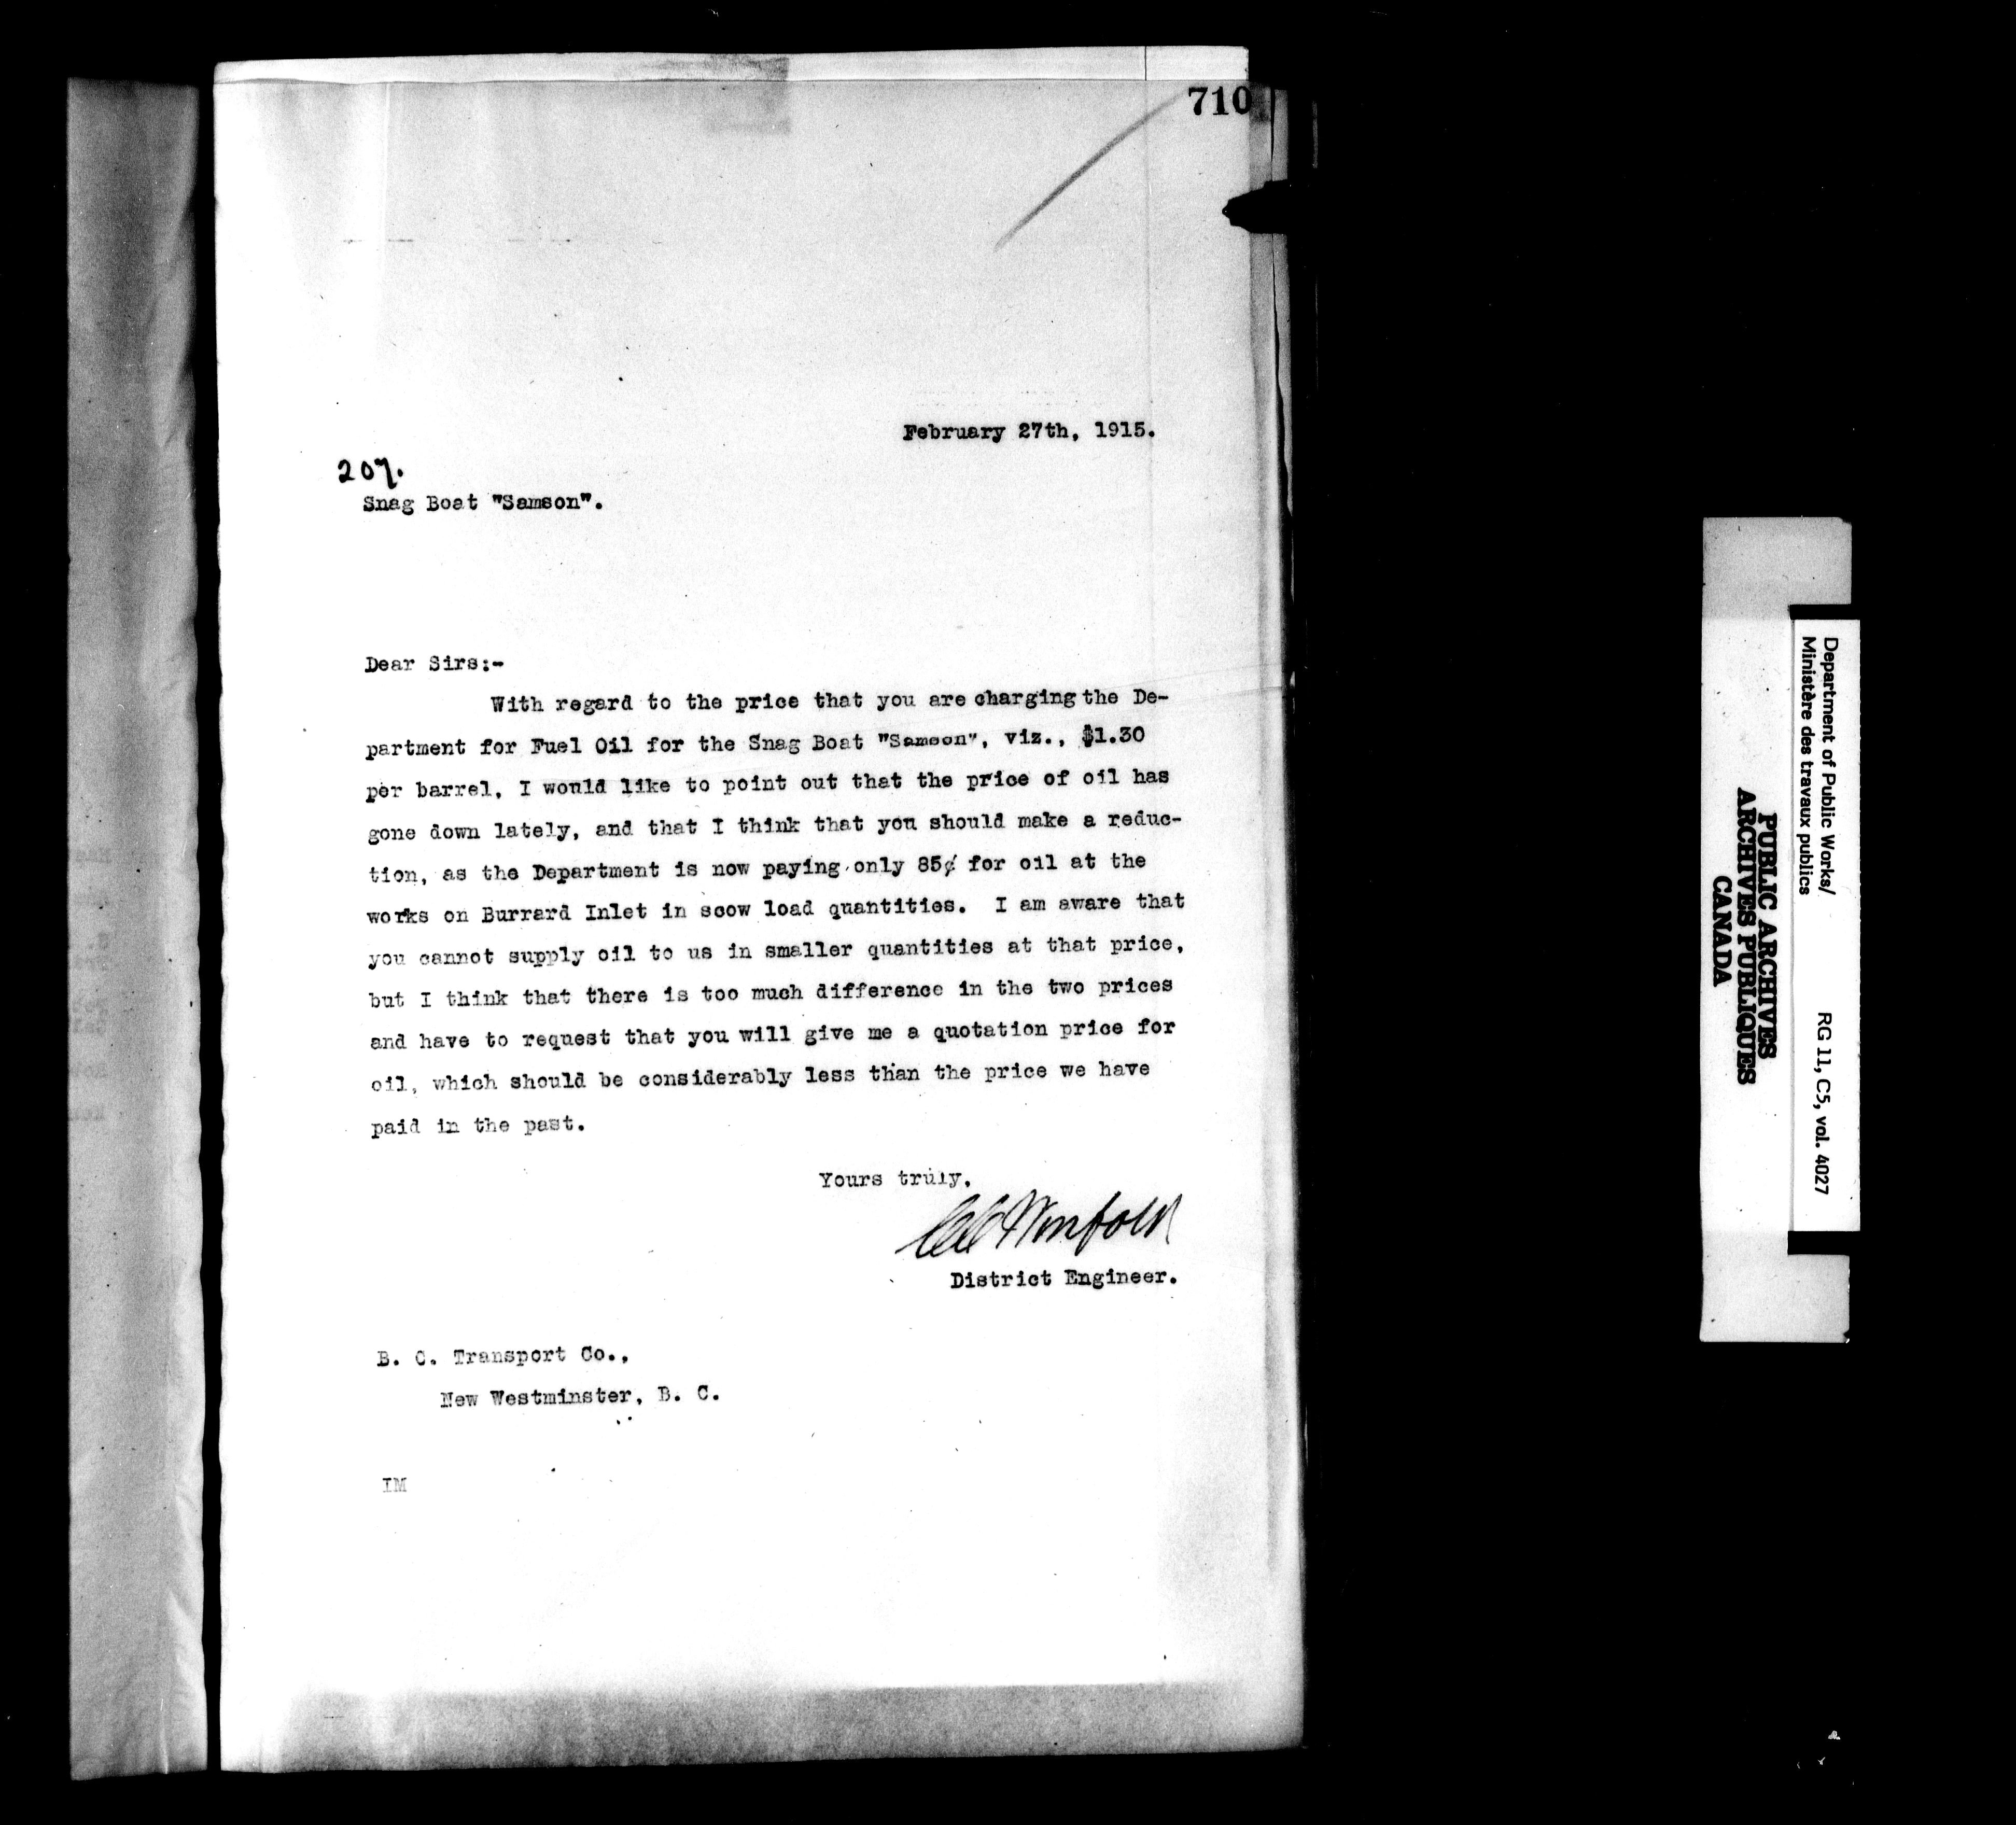 710
February 27th, 1915.
207.
Snag Boat "Samson".
Dear Sirs:-
With regard to the price that you are charging the De-
partment for Fuel Oil for the Snag Boat "Samson", viz., $1.30
per barrel, I would like to point out that the price of oil has
gone down lately, and that I think that you should make a reduc-
tion, as the Department is now paying only 85¢ for oil at the
works on Burrard Inlet in scow load quantities. I am aware that
you cannot supply oil to us in smaller quantities at that price,
but I think that there is too much difference in the two prices
and have to request that you will give me a quotation price for
oil, which should be considerably less than the price we have
paid in the past.
Yours truly,
District Engineer.
B. C. Transport Co.,
New Westminster, B. C.
IM
Department of Public Works/
Ministère des travaux publics
RG 11, C5, vol. 4027
PUBLIC ARCHIVES
ARCHIVES PUBLIQUES
CANADA